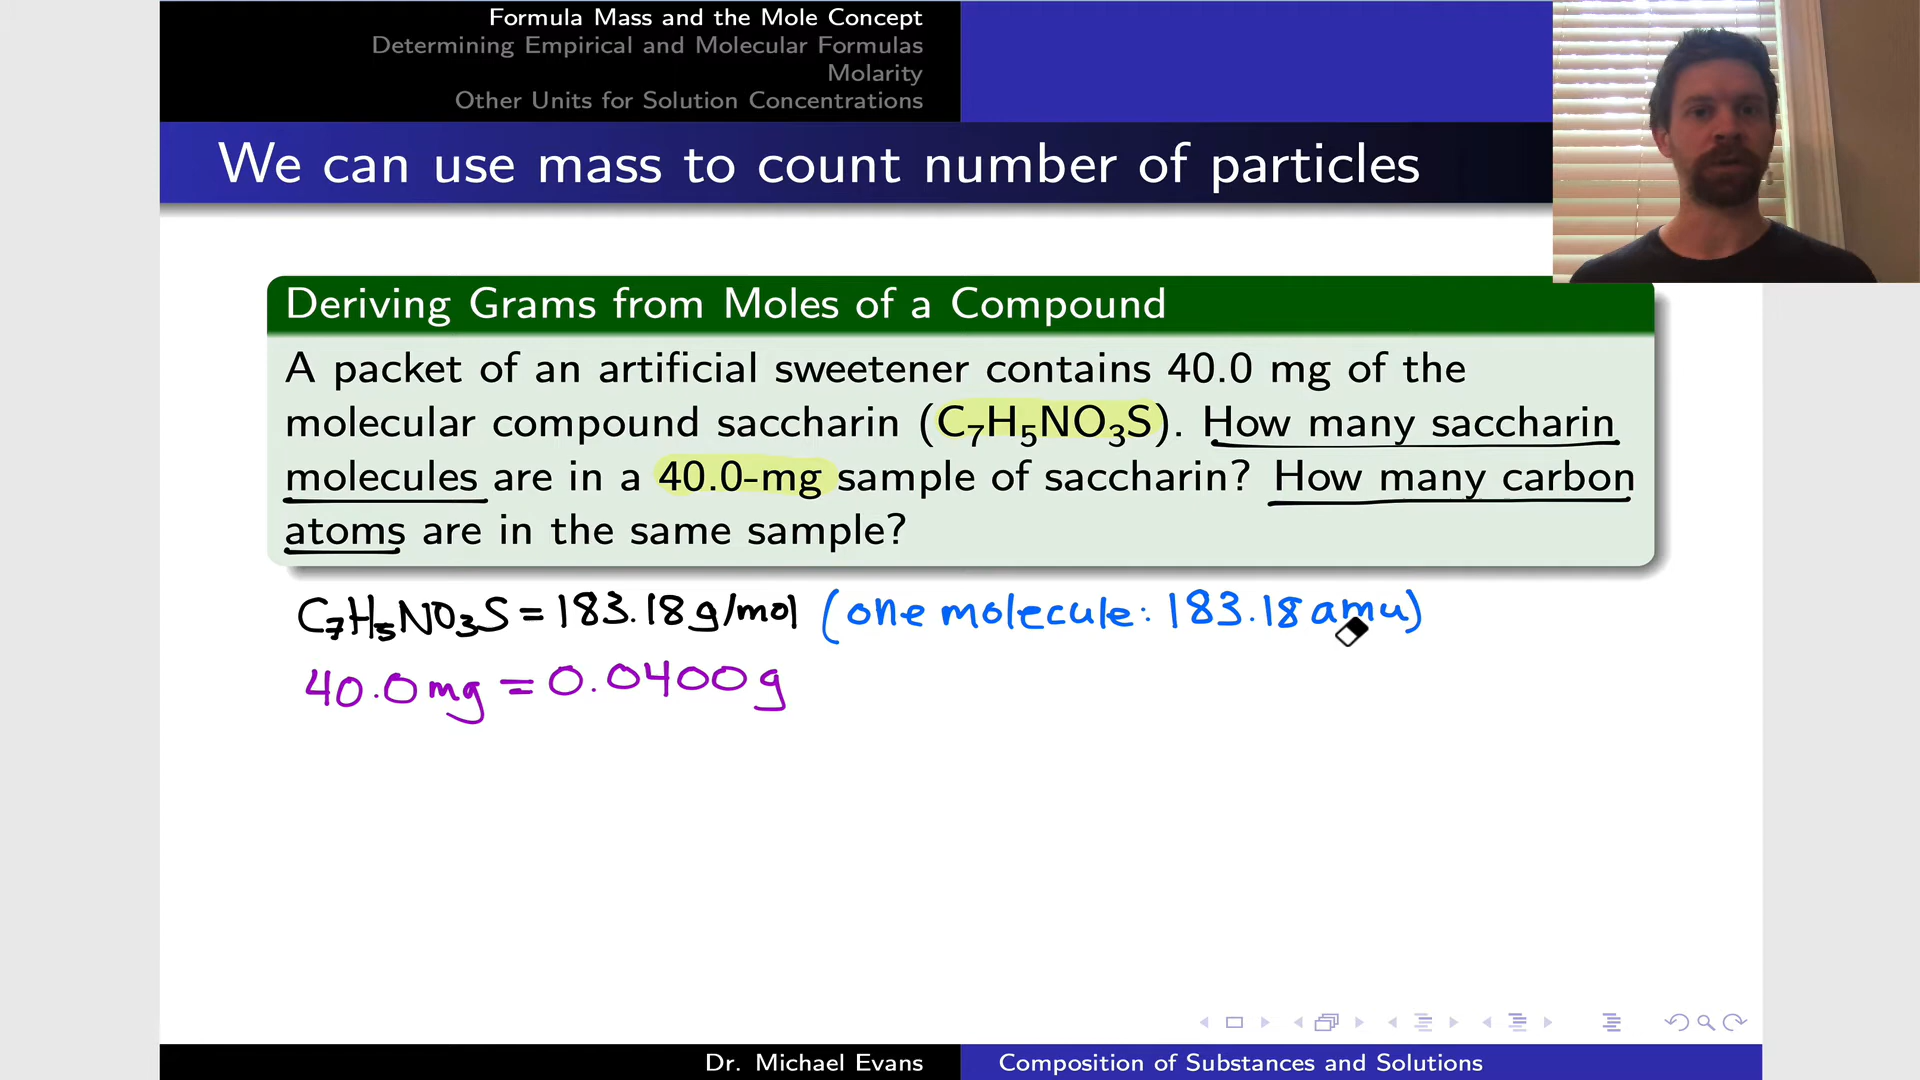 Formula Mass and the Mole Concept
Determining Empirical and Molecular Formulas
Molarity
Other Units for Solution Concentrations
We can use mass to count number of particles
Deriving Grams from Moles of a Compound
A packet of an artificial sweetener contains 40.0 mg of the
molecular compound saccharin (C₇H₅NO₃S). How many saccharin
molecules are in a 40.0-mg sample of saccharin? How many carbon
atoms are in the same sample?
C₇H₅NO₃S = 183.18 g/mol (one molecule: 183.18 amu)
40.0 mg = 0.0400 g
Dr. Michael Evans Composition of Substances and Solutions